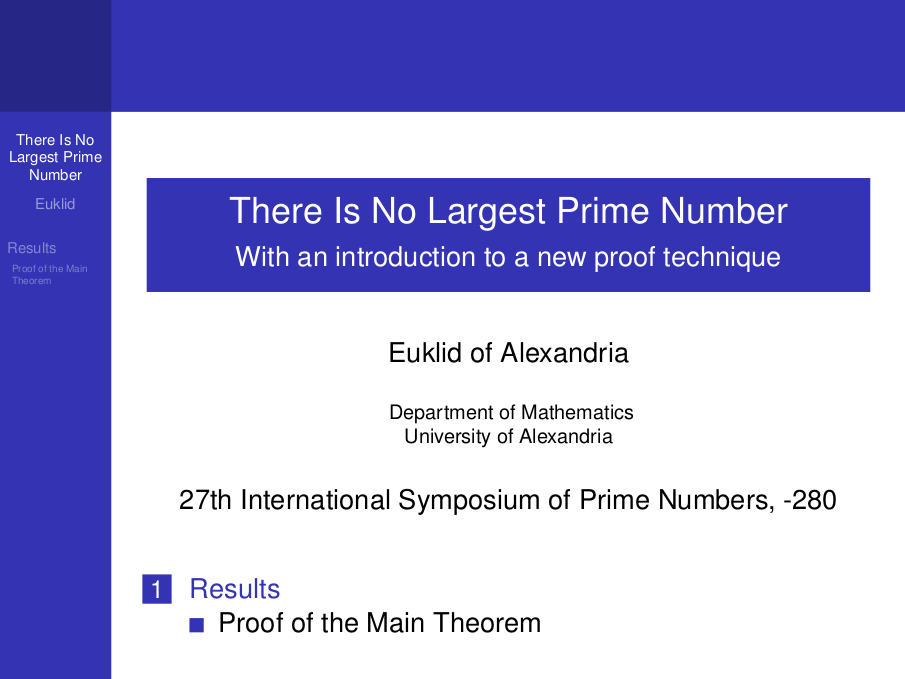 There Is No
Largest Prime
Number
Euklid
Results
Proof of the Main
Theorem
There Is No Largest Prime Number
With an introduction to a new proof technique
Euklid of Alexandria
Department of Mathematics
University of Alexandria
27th International Symposium of Prime Numbers, -280
1 Results
Proof of the Main Theorem